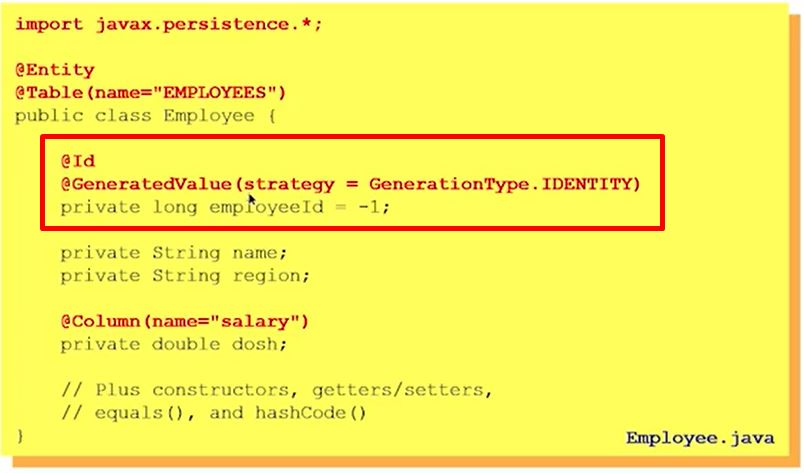 import javax.persistence.*;
@Entity
@Table(name="EMPLOYEES")
public class Employee {
@Id
@GeneratedValue(strategy = GenerationType.IDENTITY)
private long employeeId = -1;
private String name;
private String region;
@Column(name="salary")
private double dosh;
// Plus constructors, getters/setters,
// equals(), and hashCode()
}
Employee.java